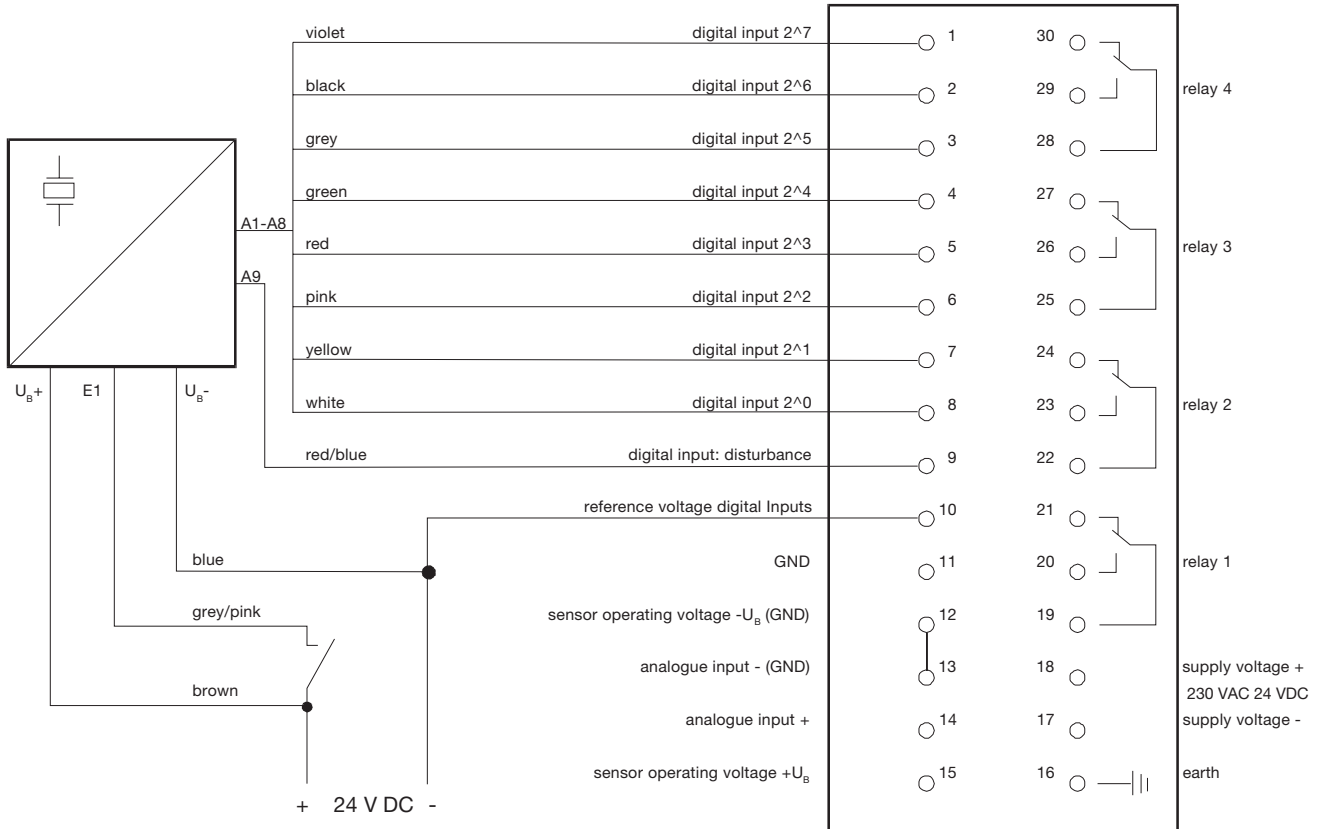 violet digital input 2^7 1 30
black digital input 2^6 2 29 relay 4
grey digital input 2^5 3 28
green digital input 2^4 4 27
A1-A8
red digital input 2^3 5 26 relay 3
A9
pink digital input 2^2 6 25
yellow digital input 2^1 7 24
U_B+ E1 U_B-
white digital input 2^0 8 23 relay 2
red/blue digital input: disturbance 9 22
reference voltage digital Inputs 10 21
blue GND 11 20 relay 1
grey/pink sensor operating voltage -U_B (GND) 12 19
analogue input - (GND) 13 18 supply voltage +
brown 230 VAC 24 VDC
analogue input + 14 17 supply voltage -
sensor operating voltage +U_B 15 16 earth
+ 24 V DC -